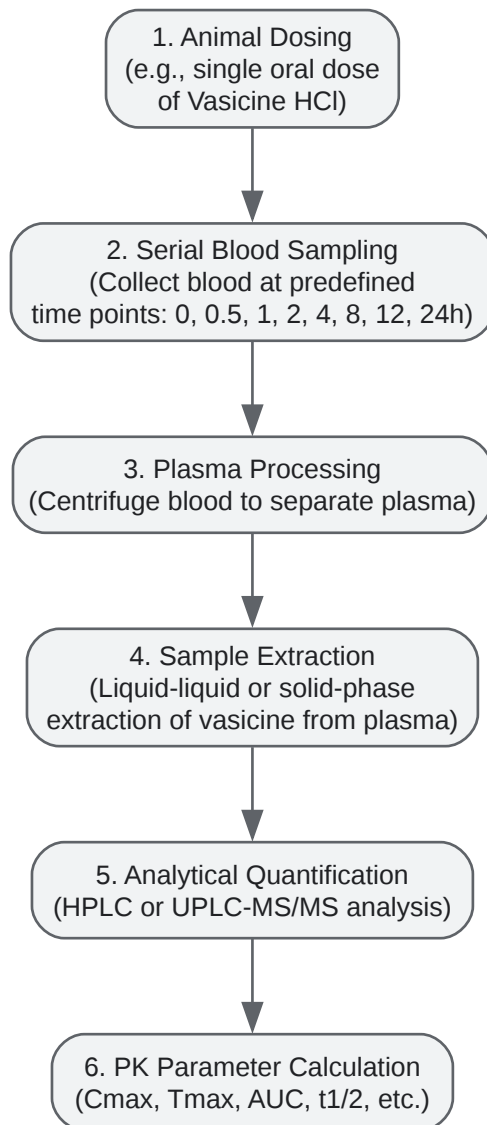 1. Animal Dosing
(e.g., single oral dose
of Vasicine HCl)
2. Serial Blood Sampling
(Collect blood at predefined
time points: 0, 0.5, 1, 2, 4, 8, 12, 24h)
3. Plasma Processing
(Centrifuge blood to separate plasma)
4. Sample Extraction
(Liquid-liquid or solid-phase
extraction of vasicine from plasma)
5. Analytical Quantification
(HPLC or UPLC-MS/MS analysis)
6. PK Parameter Calculation
(Cmax, Tmax, AUC, t1/2, etc.)